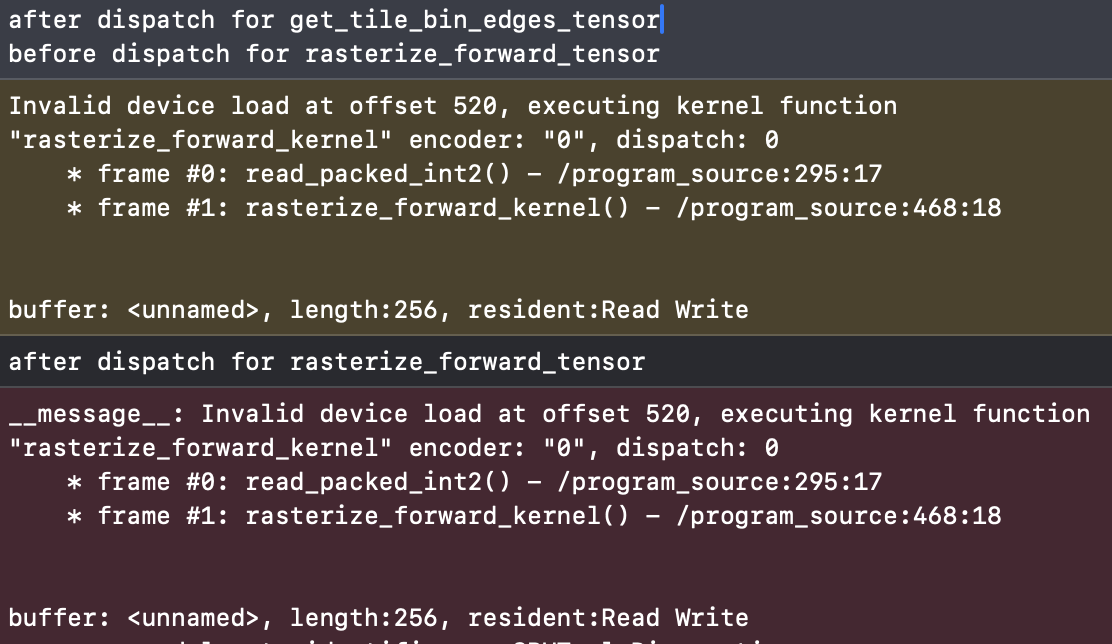 after dispatch for get_tile_bin_edges_tensor
before dispatch for rasterize_forward_tensor
Invalid device load at offset 520, executing kernel function
"rasterize_forward_kernel" encoder: "0", dispatch: 0
* frame #0: read_packed_int2() – /program_source:295:17
* frame #1: rasterize_forward_kernel() – /program_source:468:18
buffer: <unnamed>, length:256, resident:Read Write
after dispatch for rasterize_forward_tensor
__message__: Invalid device load at offset 520, executing kernel function
"rasterize_forward_kernel" encoder: "0", dispatch: 0
* frame #0: read_packed_int2() – /program_source:295:17
* frame #1: rasterize_forward_kernel() – /program_source:468:18
buffer: <unnamed>, length:256, resident:Read Write